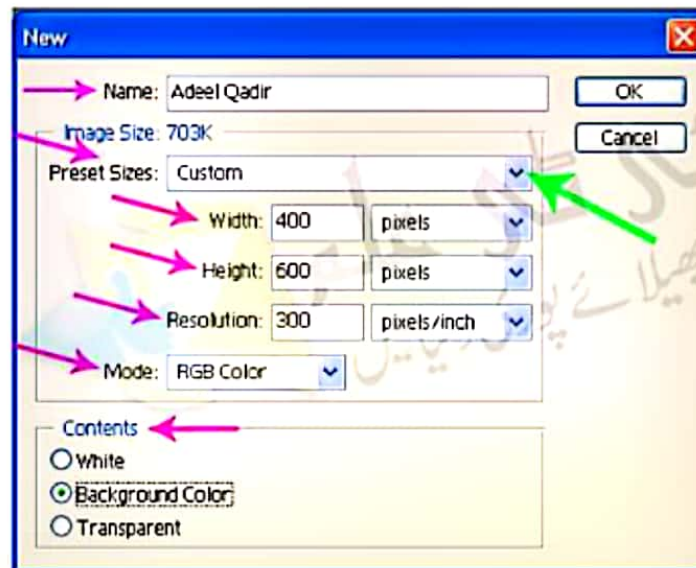 New
Name: Adeel Qadir
OK
Image Size: 703K
Cancel
Preset Sizes: Custom
Width: 400 pixels
Height: 600 pixels
Resolution: 300 pixels/inch
Mode: RGB Color
Contents
White
Background Color
Transparent